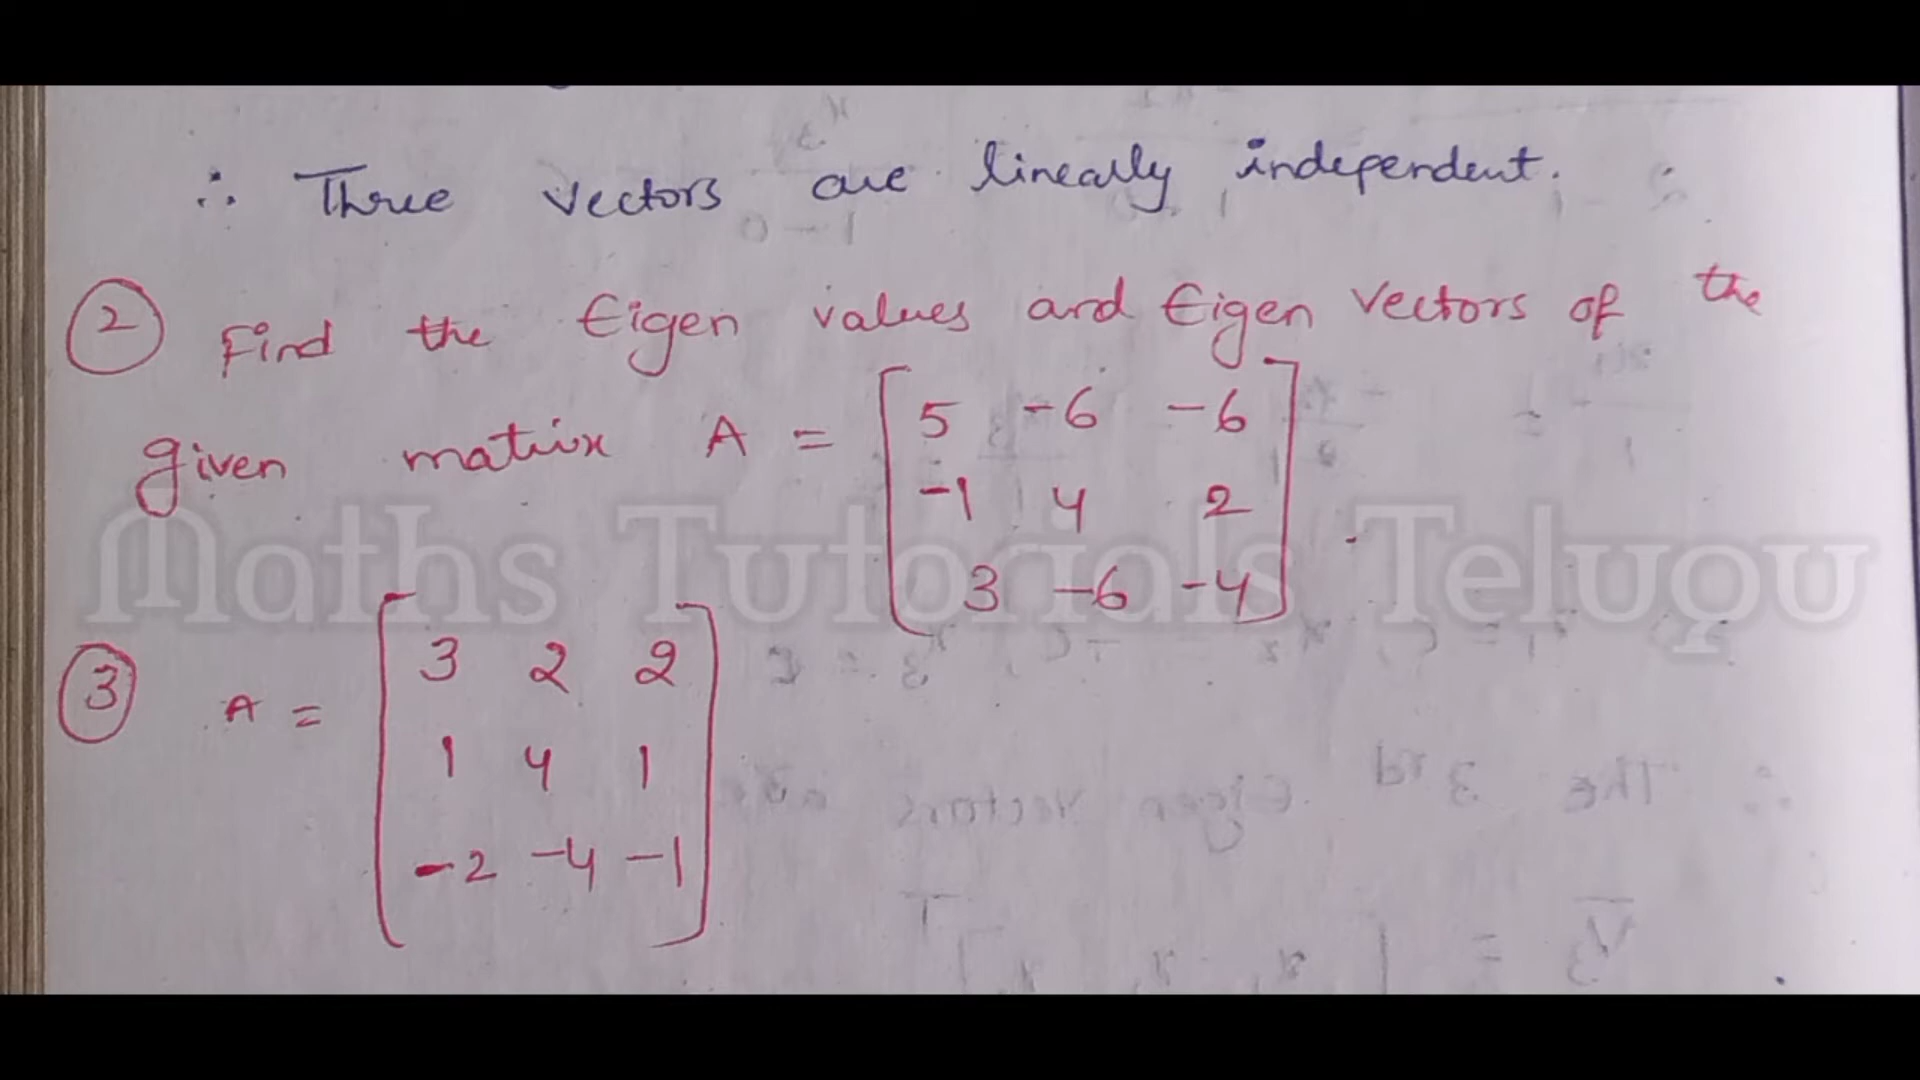 ∴ Three vectors are linearly independent.
② Find the Eigen values and Eigen vectors of the
given matrix A = [5 -6 -6
-1 4 2
3 -6 -4].
Maths Tutorials Telugu
③ A = [3 2 2
1 4 1
-2 -4 -1]